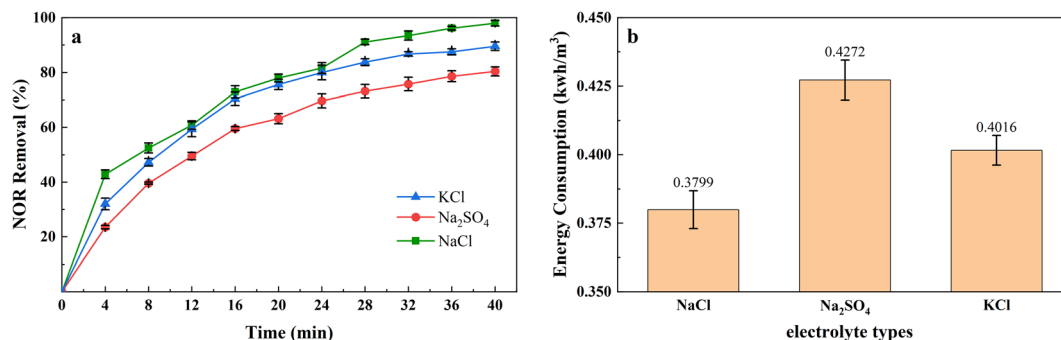 a
NOR Removal (%)
100
80
60
40
20
0
4
8
12
16
20
24
28
32
36
40
Time (min)
KCl
Na₂SO₄
NaCl
b
Energy Consumption (kwh/m³)
0.450
0.425
0.400
0.375
0.350
0.3799
0.4272
0.4016
NaCl
Na₂SO₄
KCl
electrolyte types